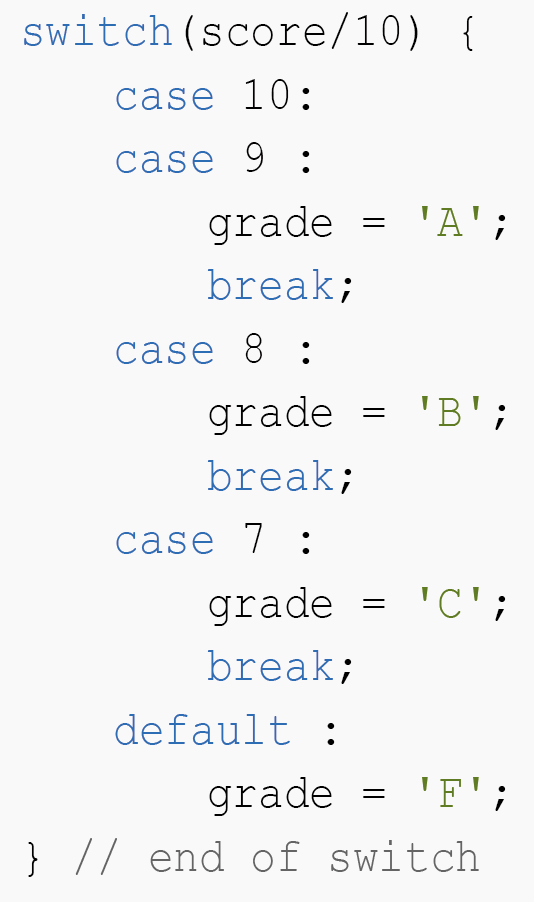 switch(score/10) {
    case 10:
    case 9 :
        grade = 'A';
        break;
    case 8 :
        grade = 'B';
        break;
    case 7 :
        grade = 'C';
        break;
    default :
        grade = 'F';
} // end of switch